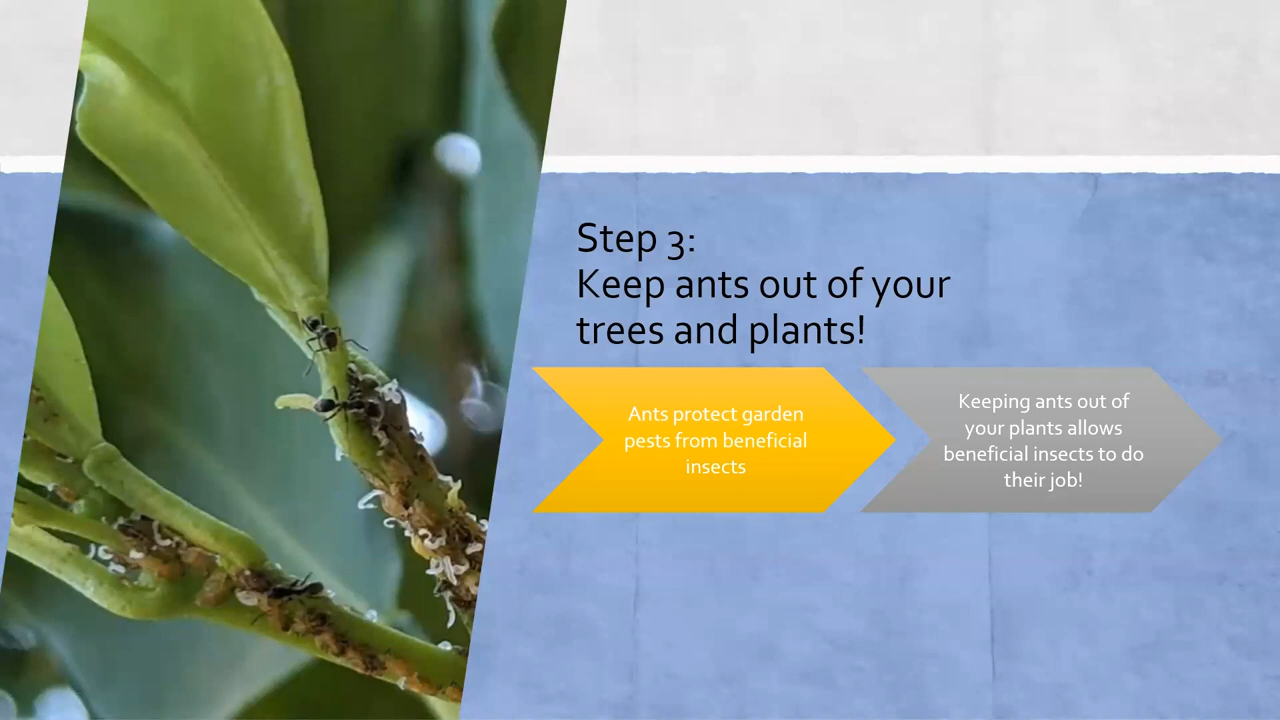 Step 3:
Keep ants out of your
trees and plants!
Ants protect garden
pests from beneficial
insects
Keeping ants out of
your plants allows
beneficial insects to do
their job!